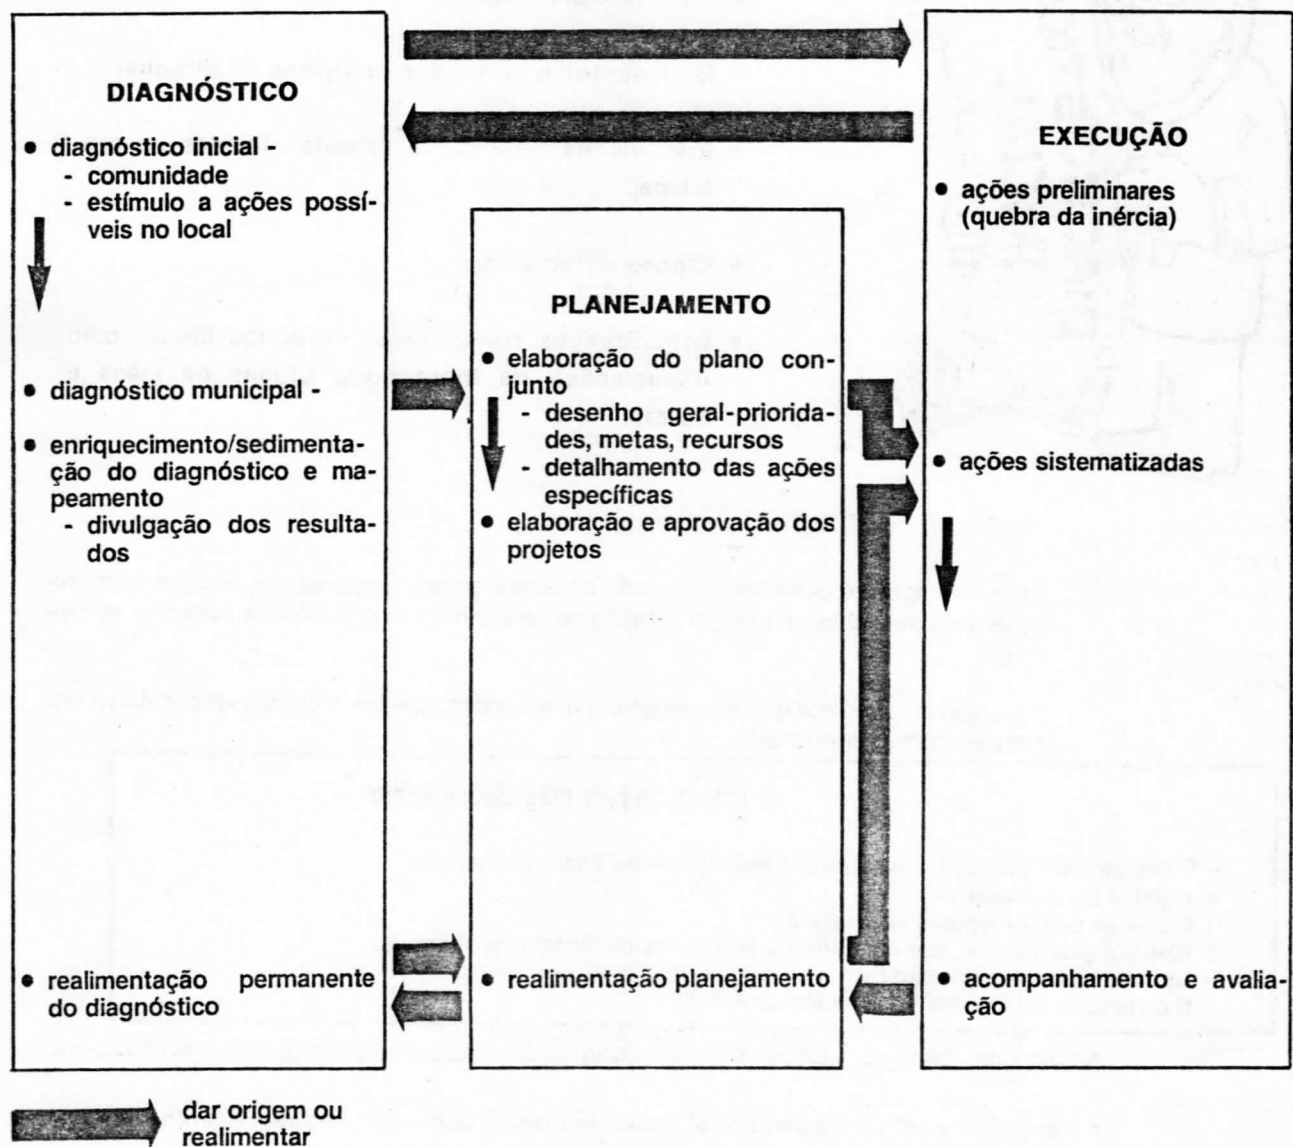 DIAGNÓSTICO
• diagnóstico inicial -
- comunidade
- estímulo a ações possí-
veis no local
• diagnóstico municipal -
• enriquecimento/sedimenta-
ção do diagnóstico e ma-
peamento
- divulgação dos resulta-
dos
• realimentação permanente
do diagnóstico
PLANEJAMENTO
• elaboração do plano con-
junto
- desenho geral-priorida-
des, metas, recursos
- detalhamento das ações
específicas
• elaboração e aprovação dos
projetos
• realimentação planejamento
EXECUÇÃO
• ações preliminares
(quebra da inércia)
• ações sistematizadas
• acompanhamento e avalia-
ção
dar origem ou
realimentar